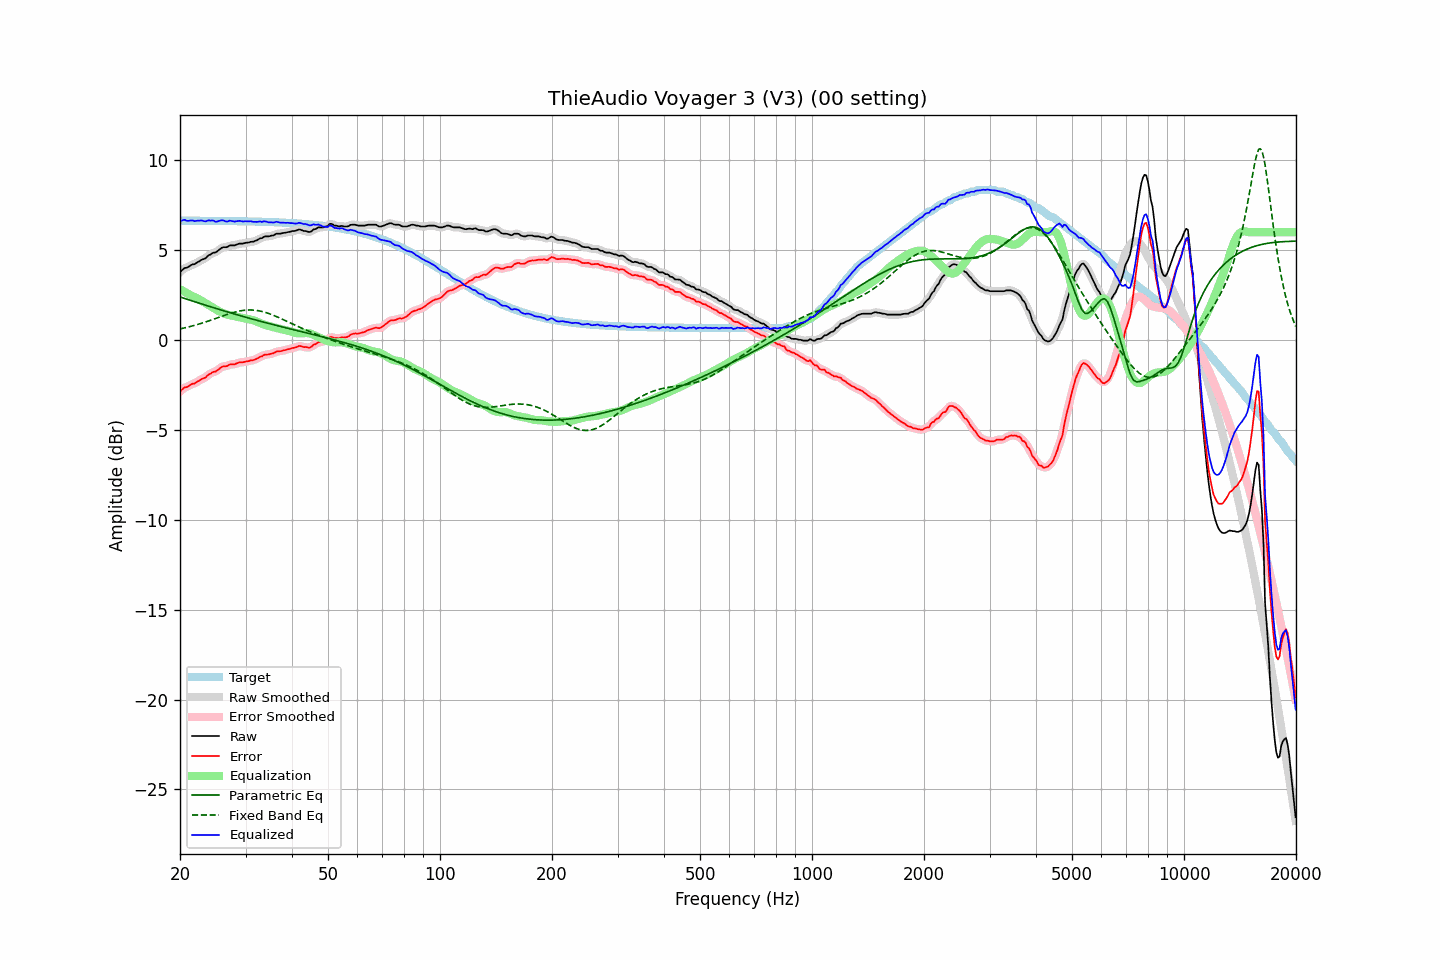 ThieAudio Voyager 3 (V3) (00 setting)
Amplitude (dBr)
10
5
0
−5
−10
−15
−20
−25
Target
Raw Smoothed
Error Smoothed
Raw
Error
Equalization
Parametric Eq
Fixed Band Eq
Equalized
20 50 100 200 500 1000 2000 5000 10000 20000
Frequency (Hz)